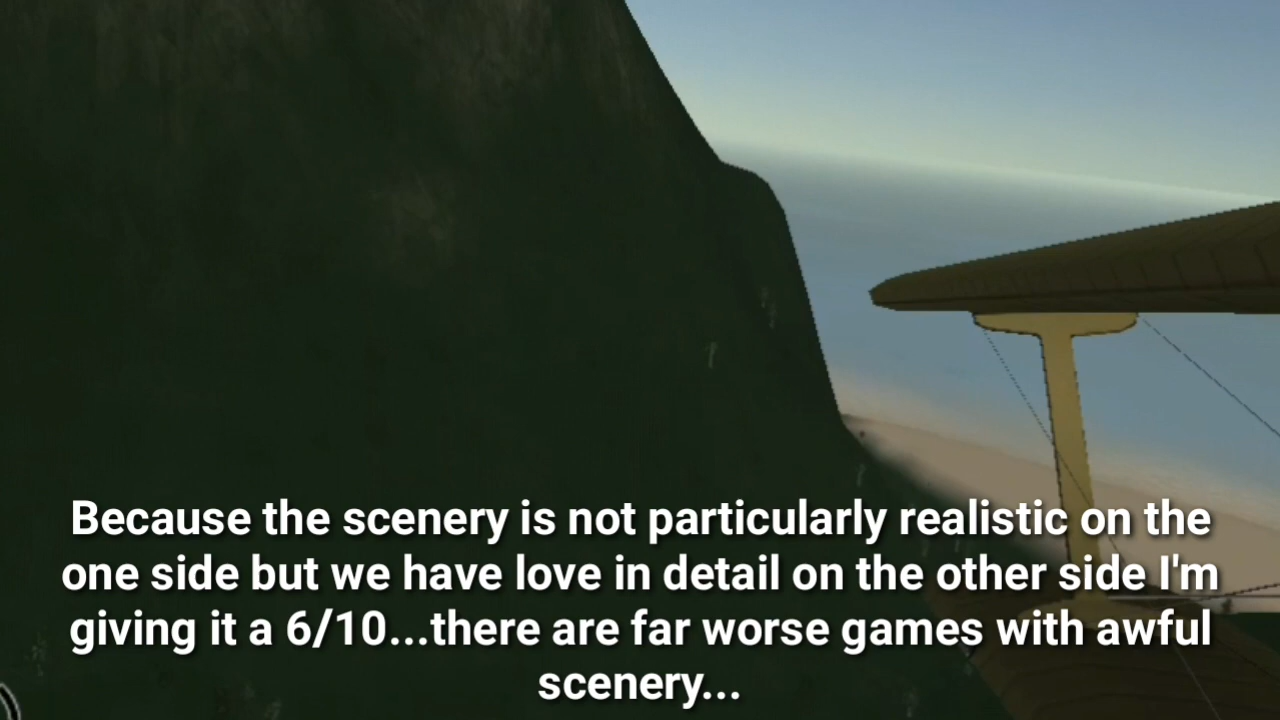 Because the scenery is not particularly realistic on the
one side but we have love in detail on the other side I'm
giving it a 6/10...there are far worse games with awful
scenery...